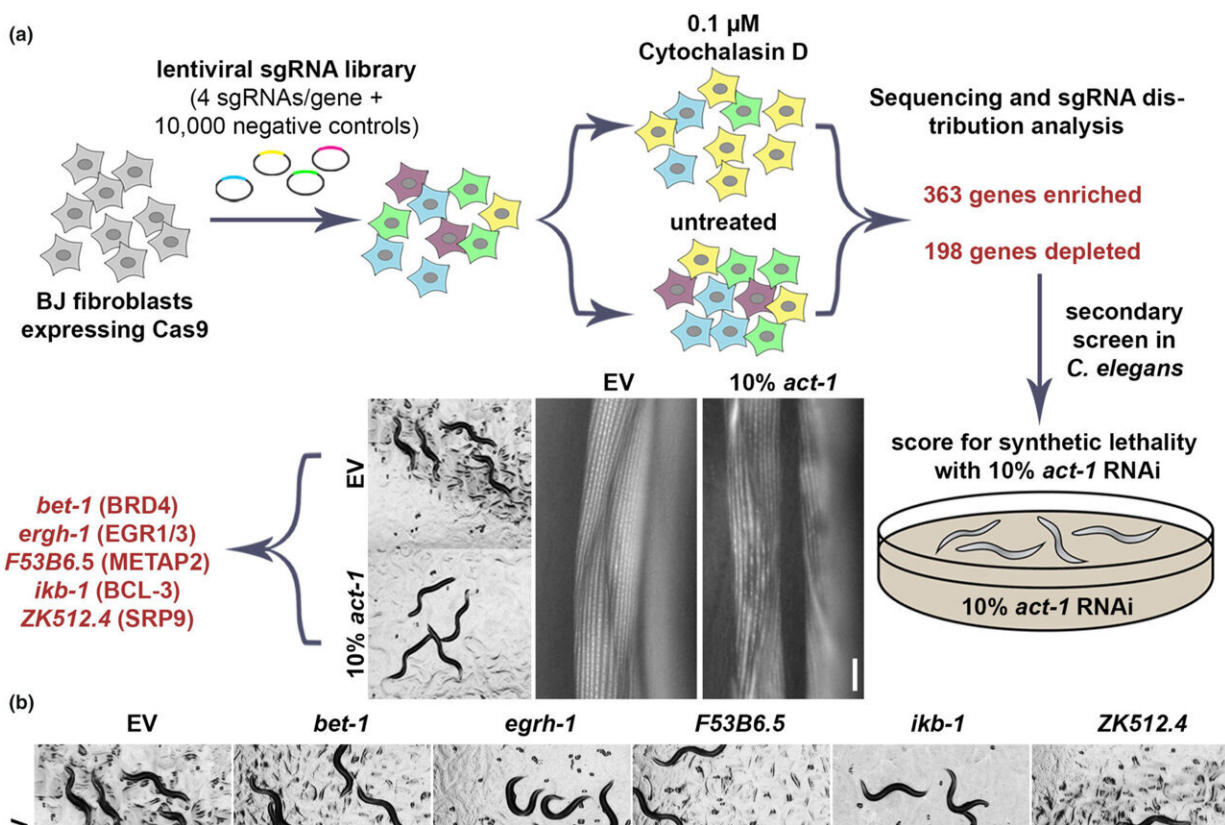 (a)
lentiviral sgRNA library
(4 sgRNAs/gene +
10,000 negative controls)
BJ fibroblasts
expressing Cas9
0.1 µM
Cytochalasin D
untreated
Sequencing and sgRNA dis-
tribution analysis
363 genes enriched
198 genes depleted
secondary
screen in
C. elegans
score for synthetic lethality
with 10% act-1 RNAi
10% act-1 RNAi
EV
10% act-1
EV
10% act-1
bet-1 (BRD4)
ergh-1 (EGR1/3)
F53B6.5 (METAP2)
ikb-1 (BCL-3)
ZK512.4 (SRP9)
(b)
EV
bet-1
egrh-1
F53B6.5
ikb-1
ZK512.4